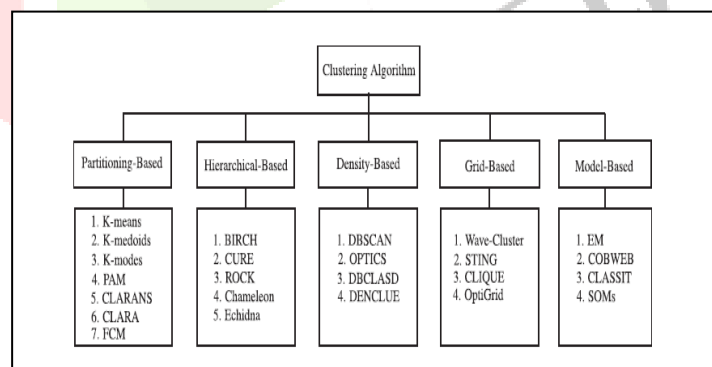 Clustering Algorithm
Partitioning-Based
Hierarchical-Based
Density-Based
Grid-Based
Model-Based
1. K-means
2. K-medoids
3. K-modes
4. PAM
5. CLARANS
6. CLARA
7. FCM
1. BIRCH
2. CURE
3. ROCK
4. Chameleon
5. Echidna
1. DBSCAN
2. OPTICS
3. DBCLASD
4. DENCLUE
1. Wave-Cluster
2. STING
3. CLIQUE
4. OptiGrid
1. EM
2. COBWEB
3. CLASSIT
4. SOMs